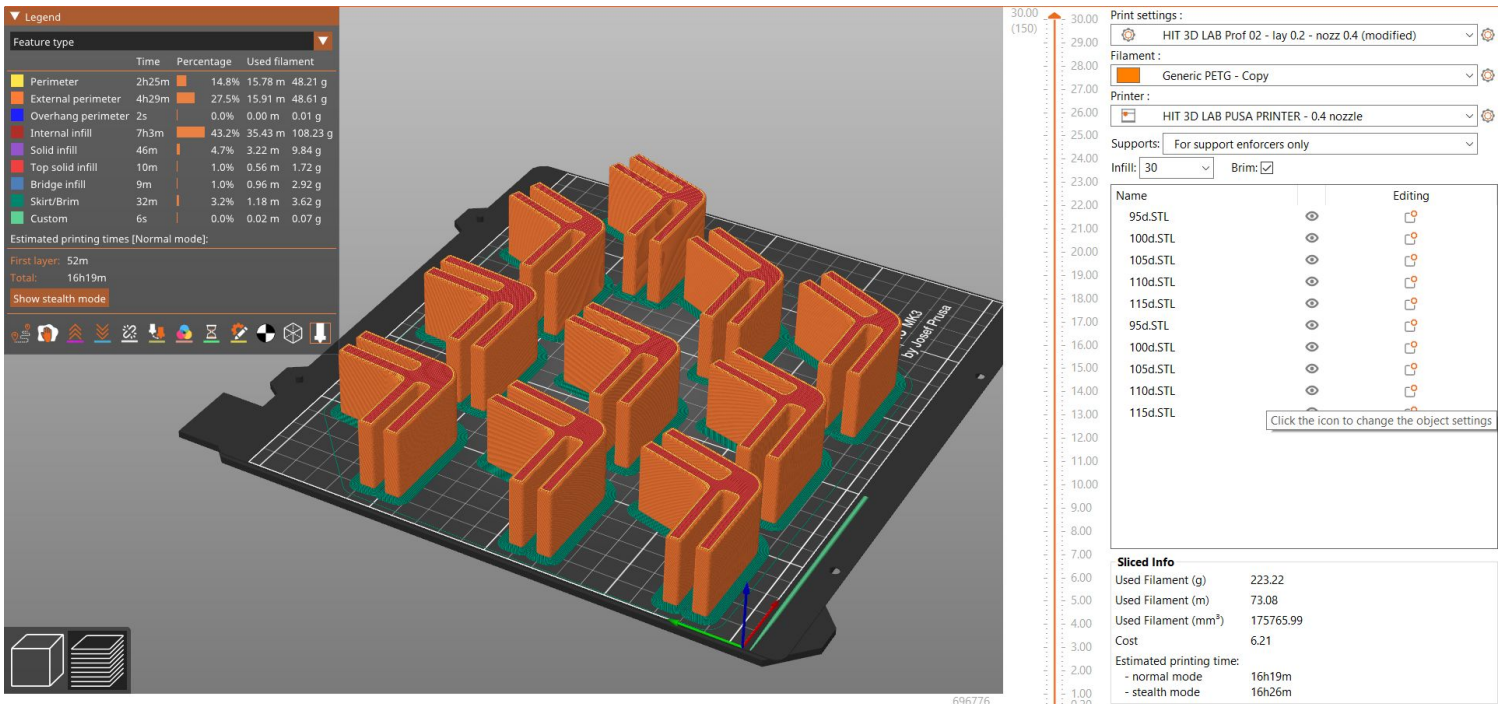 Legend
Feature type
Time Percentage Used filament
Perimeter 2h25m 14.8% 15.78 m 48.21 g
External perimeter 4h29m 27.5% 15.91 m 48.61 g
Overhang perimeter 2s 0.0% 0.00 m 0.01 g
Internal infill 7h3m 43.2% 35.43 m 108.23 g
Solid infill 46m 4.7% 3.22 m 9.84 g
Top solid infill 10m 1.0% 0.56 m 1.72 g
Bridge infill 9m 1.0% 0.96 m 2.92 g
Skirt/Brim 32m 3.2% 1.18 m 3.62 g
Custom 6s 0.0% 0.02 m 0.07 g
Estimated printing times [Normal mode]:
First layer: 52m
Total: 16h19m
Show stealth mode
MK3
by Josef Prusa
696776
30.00
(150)
30.00
29.00
28.00
27.00
26.00
25.00
24.00
23.00
22.00
21.00
20.00
19.00
18.00
17.00
16.00
15.00
14.00
13.00
12.00
11.00
10.00
9.00
8.00
7.00
6.00
5.00
4.00
3.00
2.00
1.00
0.20
Print settings :
HIT 3D LAB Prof 02 - lay 0.2 - nozz 0.4 (modified)
Filament :
Generic PETG - Copy
Printer :
HIT 3D LAB PUSA PRINTER - 0.4 nozzle
Supports: For support enforcers only
Infill: 30 Brim:
Name Editing
95d.STL
100d.STL
105d.STL
110d.STL
115d.STL
95d.STL
100d.STL
105d.STL
110d.STL
115d.STL
Click the icon to change the object settings
Sliced Info
Used Filament (g) 223.22
Used Filament (m) 73.08
Used Filament (mm³) 175765.99
Cost 6.21
Estimated printing time:
- normal mode 16h19m
- stealth mode 16h26m